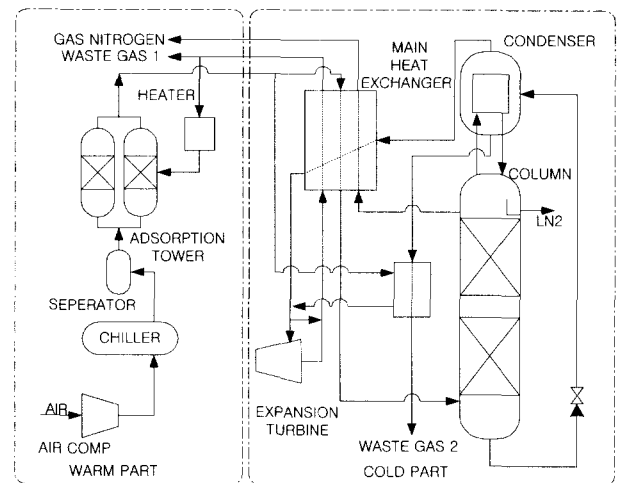 GAS NITROGEN
WASTE GAS 1
HEATER
MAIN
HEAT
EXCHANGER
CONDENSER
COLUMN
LN2
ADSORPTION
TOWER
SEPERATOR
CHILLER
AIR
AIR COMP
WARM PART
EXPANSION
TURBINE
WASTE GAS 2
COLD PART